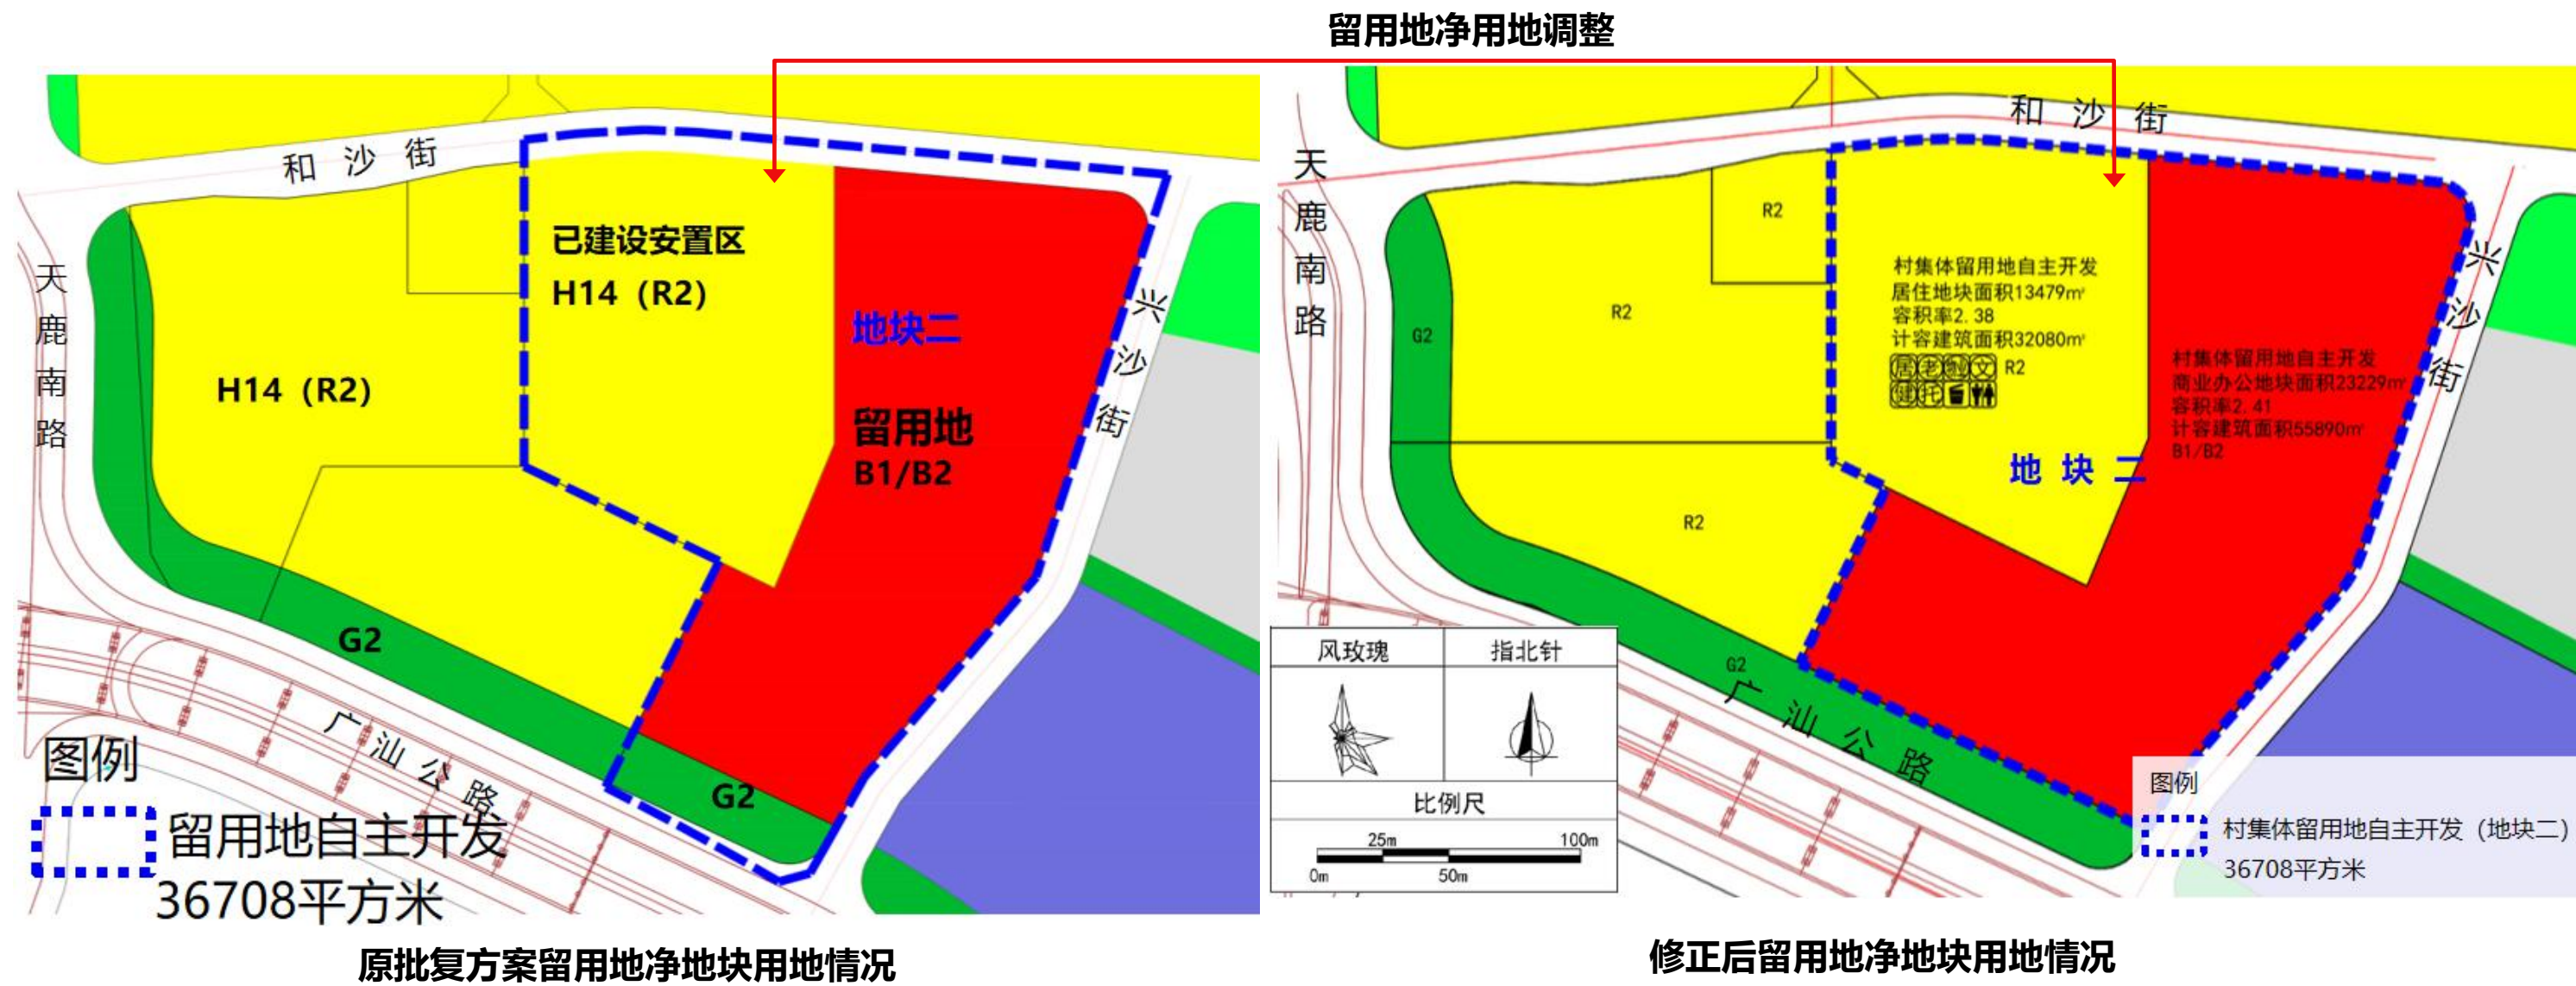 留用地净用地调整
和沙街
天鹿南路
已建设安置区
H14（R2）
H14（R2）
地块二
留用地
B1/B2
兴沙街
G2
G2
广汕公路
图例
留用地自主开发
36708平方米
原批复方案留用地净地块用地情况
和沙街
天鹿南路
R2
R2
G2
R2
村集体留用地自主开发
居住地块面积13479㎡
容积率2.38
计容建筑面积32080㎡
居老文 R2
健托
地块二
村集体留用地自主开发
商业办公地块面积23229㎡
容积率2.41
计容建筑面积55890㎡
B1/B2
兴沙街
G2
广汕公路
风玫瑰
指北针
比例尺
25m 100m
0m 50m
图例
村集体留用地自主开发（地块二）
36708平方米
修正后留用地净地块用地情况